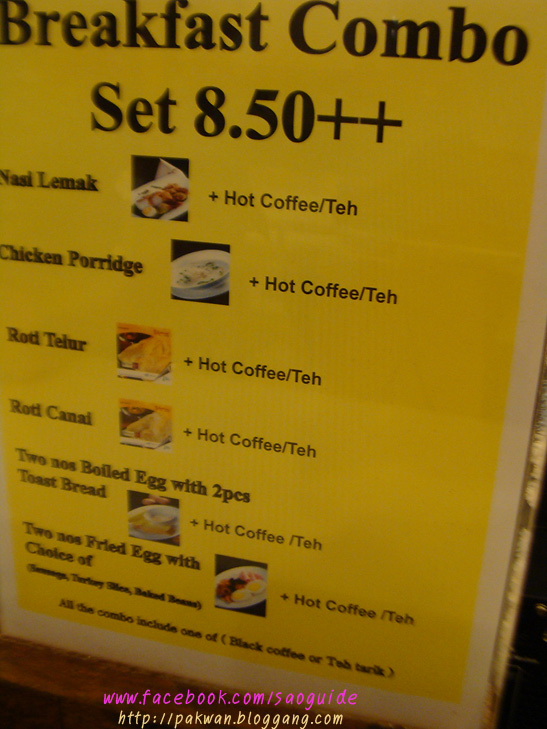 Breakfast Combo
Set 8.50++
Nasi Lemak + Hot Coffee/Teh
Chicken Porridge + Hot Coffee/Teh
Roti Telur + Hot Coffee/Teh
Roti Canai + Hot Coffee/Teh
Two nos Boiled Egg with 2pcs
Toast Bread + Hot Coffee /Teh
Two nos Fried Egg with
Choice of
(Sausage, Turkey Slice, Baked Beans) + Hot Coffee /Teh
All the combo include one of ( Black coffee or Teh tarik )
www.facebook.com/saoguide
http://pakwan.bloggang.com